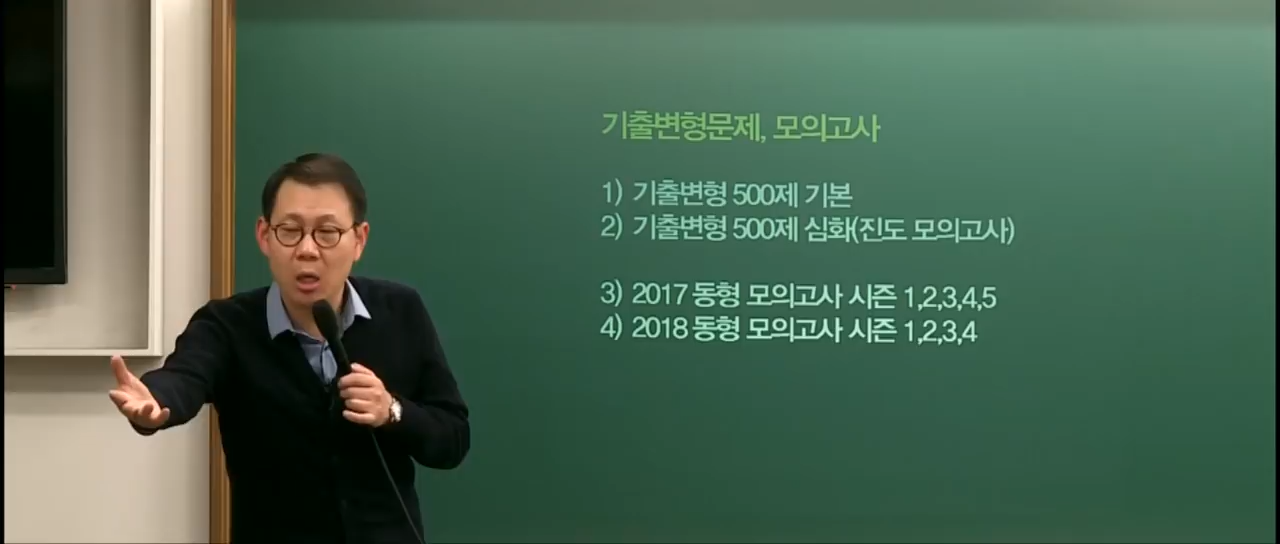 기출변형문제, 모의고사
1) 기출변형 500제 기본
2) 기출변형 500제 심화(진도 모의고사)
3) 2017 동형 모의고사 시즌 1,2,3,4,5
4) 2018 동형 모의고사 시즌 1,2,3,4